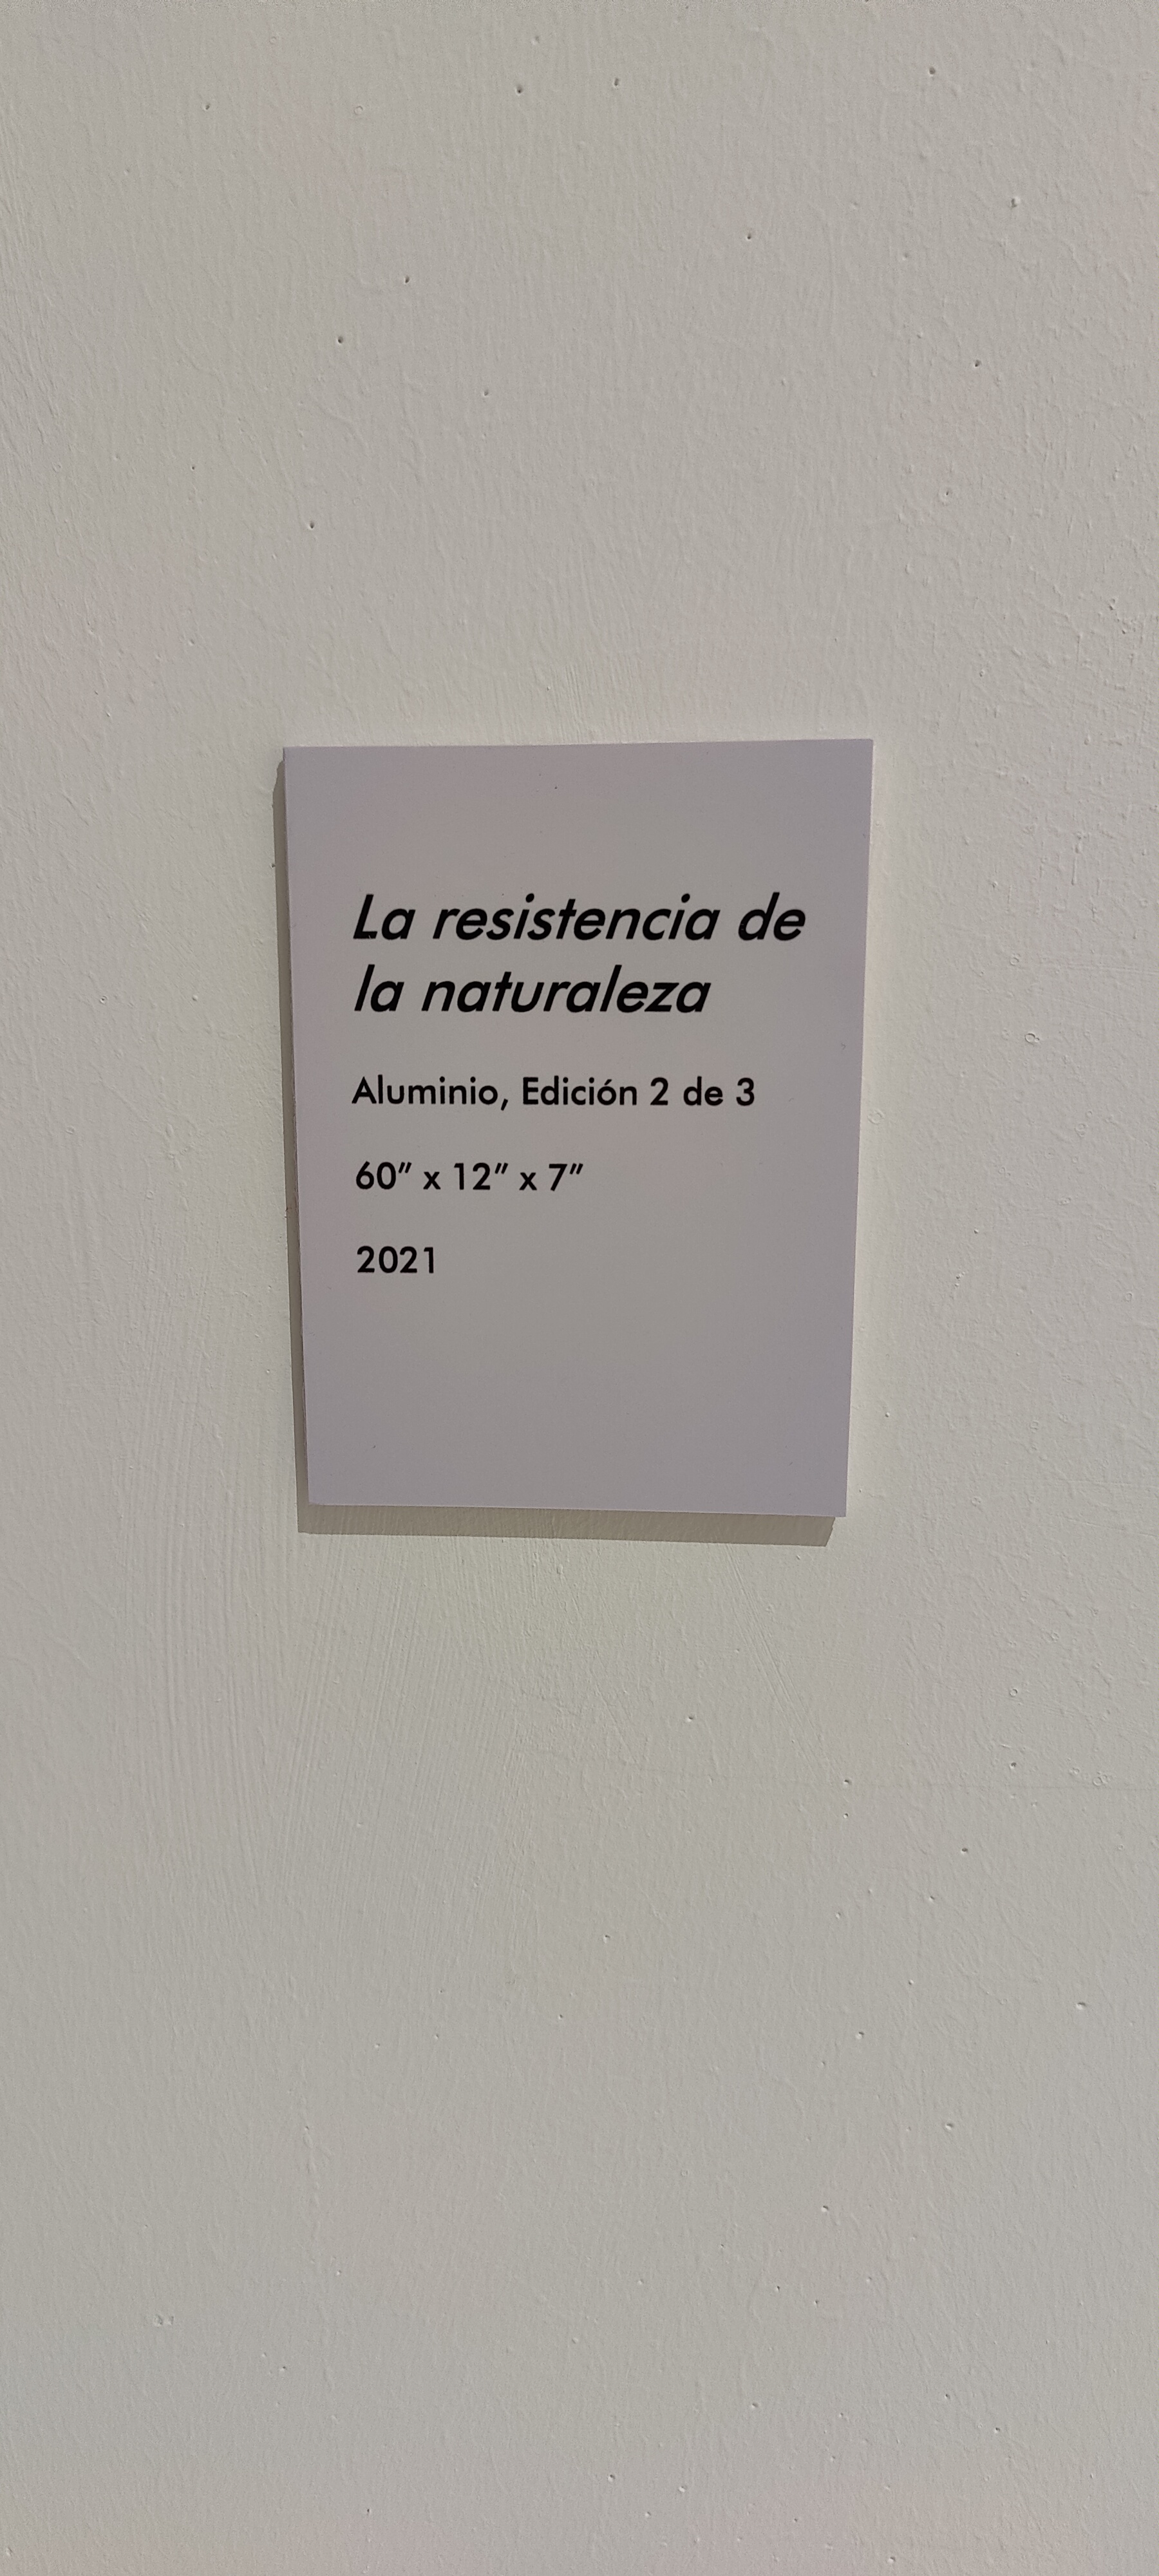 La resistencia de
la naturaleza
Aluminio, Edición 2 de 3
60" x 12" x 7"
2021